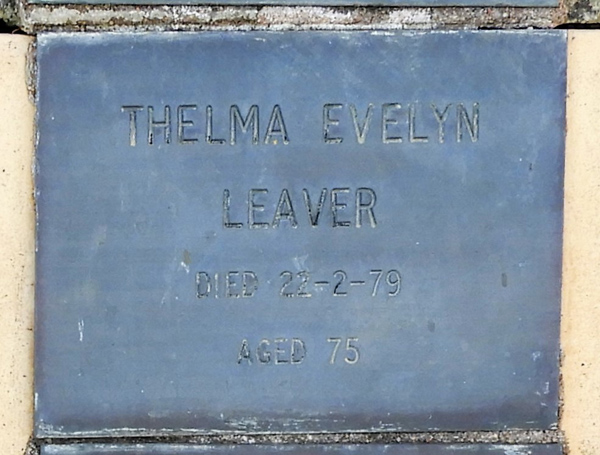 THELMA EVELYN
LEAVER
DIED 22-2-79
AGED 75